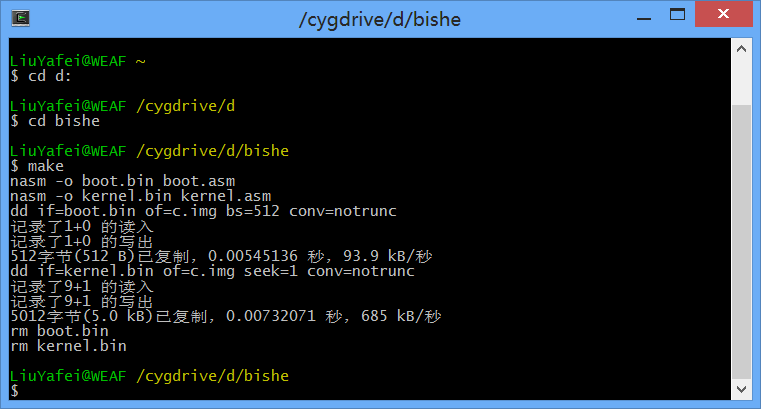 /cygdrive/d/bishe
LiuYafei@WEAF ~
$ cd d:
LiuYafei@WEAF /cygdrive/d
$ cd bishe
LiuYafei@WEAF /cygdrive/d/bishe
$ make
nasm -o boot.bin boot.asm
nasm -o kernel.bin kernel.asm
dd if=boot.bin of=c.img bs=512 conv=notrunc
记录了1+0 的读入
记录了1+0 的写出
512字节(512 B)已复制，0.00545136 秒，93.9 kB/秒
dd if=kernel.bin of=c.img seek=1 conv=notrunc
记录了9+1 的读入
记录了9+1 的写出
5012字节(5.0 kB)已复制，0.00732071 秒，685 kB/秒
rm boot.bin
rm kernel.bin
LiuYafei@WEAF /cygdrive/d/bishe
$